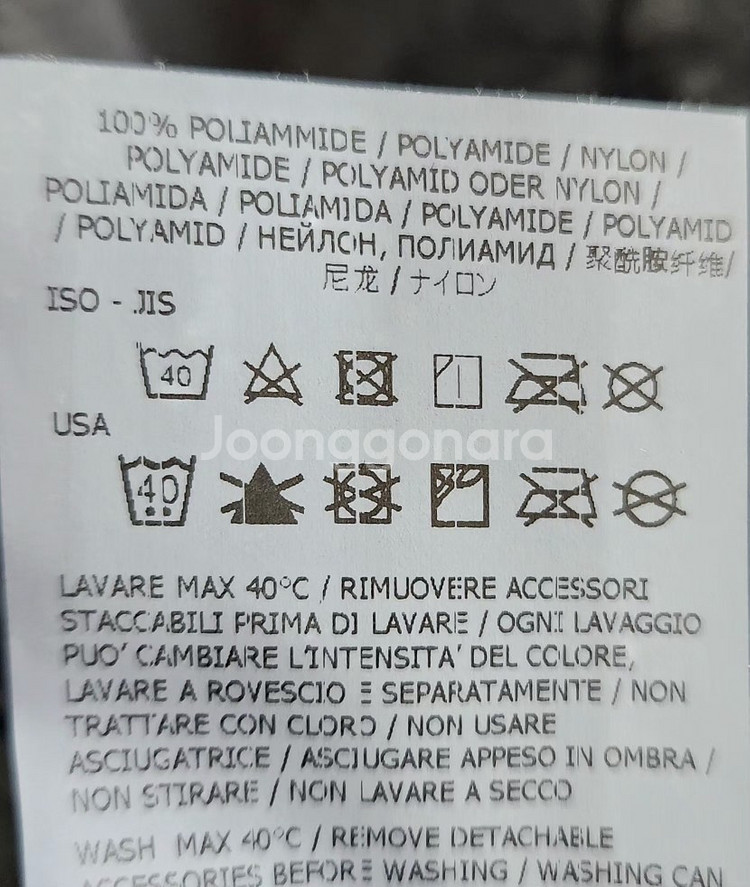 100% POLIAMMIDE / POLYAMIDE / NYLON /
POLYAMIDE / POLYAMID ODER NYLON /
POLIAMIDA / POLIAMIDA / POLYAMIDE / POLYAMID
/ POLYAMID / НЕЙЛОН, ПОЛИАМИД / 聚酰胺纤维/
尼龙 / ナイロン
ISO - JIS
40
USA
Joonggonara
40
LAVARE MAX 40°C / RIMUOVERE ACCESSORI
STACCABILI PRIMA DI LAVARE / OGNI LAVAGGIO
PUO' CAMBIARE L'INTENSITA' DEL COLORE,
LAVARE A ROVESCIO E SEPARATAMENTE / NON
TRATTARE CON CLORO / NON USARE
ASCIUGATRICE / ASCIUGARE APPESO IN OMBRA /
NON STIRARE / NON LAVARE A SECCO
WASH MAX 40°C / REMOVE DETACHABLE
ACCESSORIES BEFORE WASHING / WASHING CAN